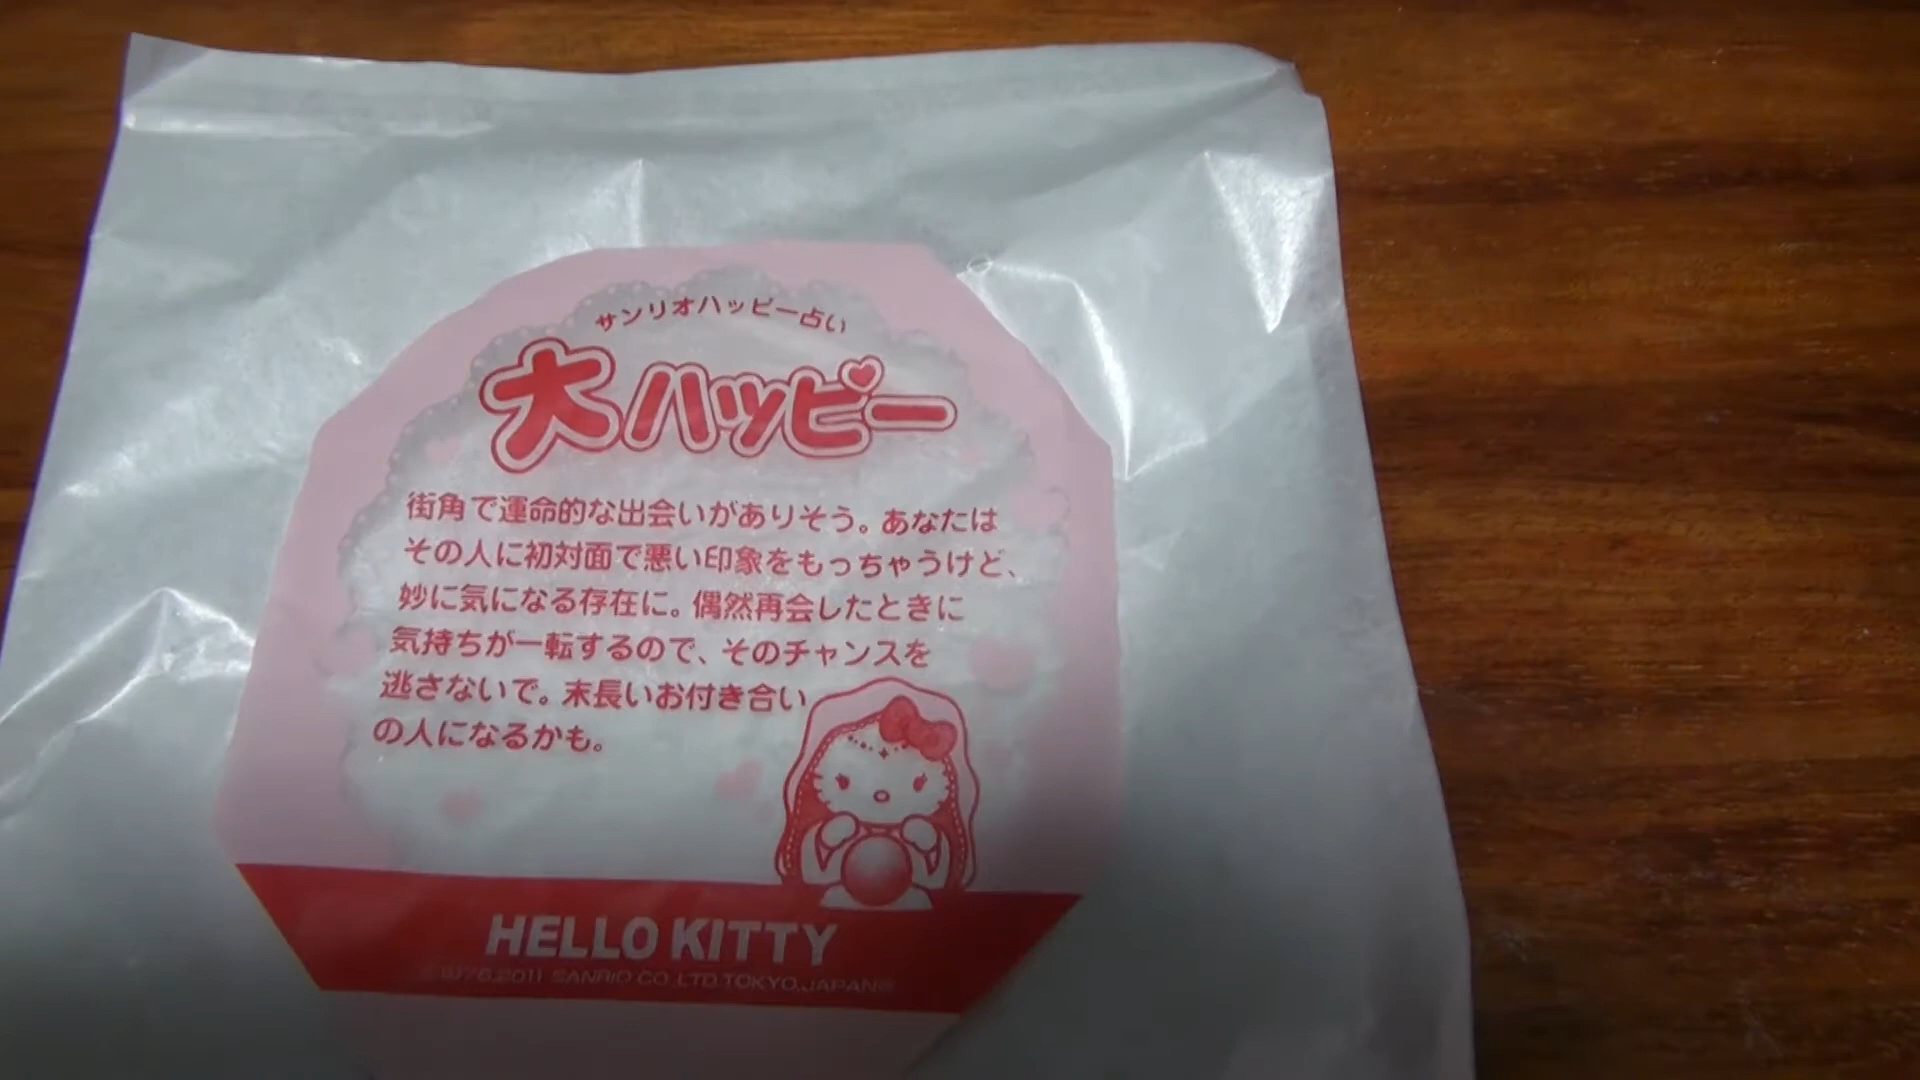 サンリオハッピー占い
大ハッピー
街角で運命的な出会いがありそう。あなたは
その人に初対面で悪い印象をもっちゃうけど、
妙に気になる存在に。偶然再会したときに
気持ちが一転するので、そのチャンスを
逃さないで。末長いお付き合い
の人になるかも。
HELLO KITTY
1976,2011 SANRIO CO.,LTD.TOKYO,JAPAN